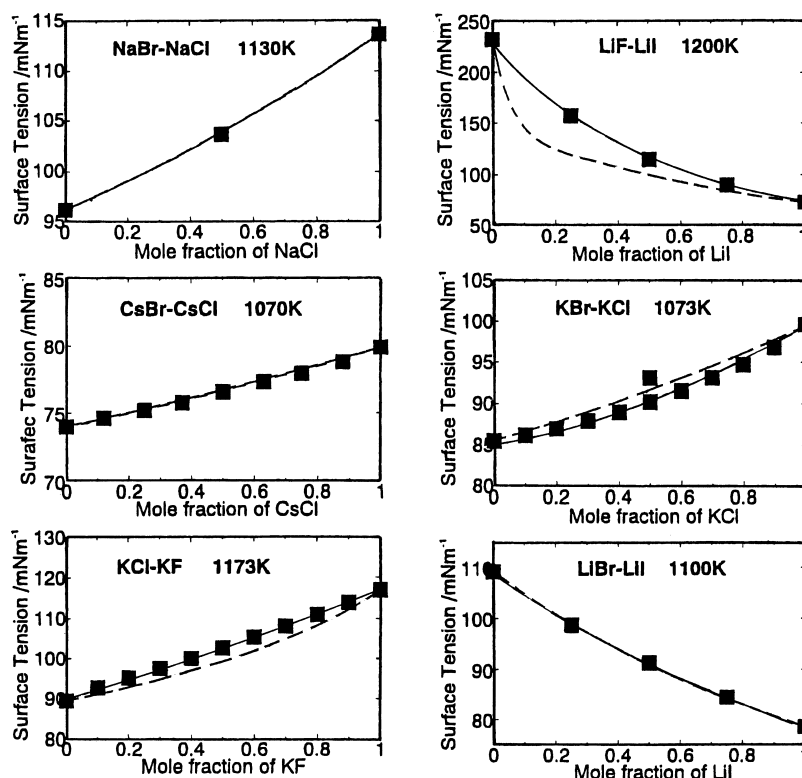 NaBr-NaCl 1130K
Surface Tension /mNm⁻¹
115
110
105
100
95
0 0.2 0.4 0.6 0.8 1
Mole fraction of NaCl
LiF-LiI 1200K
Surface Tension /mNm⁻¹
250
200
150
100
50
0 0.2 0.4 0.6 0.8 1
Mole fraction of LiI
CsBr-CsCl 1070K
Surafec Tension /mNm⁻¹
85
80
75
70
0 0.2 0.4 0.6 0.8 1
Mole fraction of CsCl
KBr-KCl 1073K
Surface Tension /mNm⁻¹
105
100
95
90
85
80
0 0.2 0.4 0.6 0.8 1
Mole fraction of KCl
KCl-KF 1173K
Surface Tension /mNm⁻¹
130
120
110
100
90
80
0 0.2 0.4 0.6 0.8 1
Mole fraction of KF
LiBr-LiI 1100K
Surface Tension /mNm⁻¹
110
100
90
80
0 0.2 0.4 0.6 0.8 1
Mole fraction of LiI